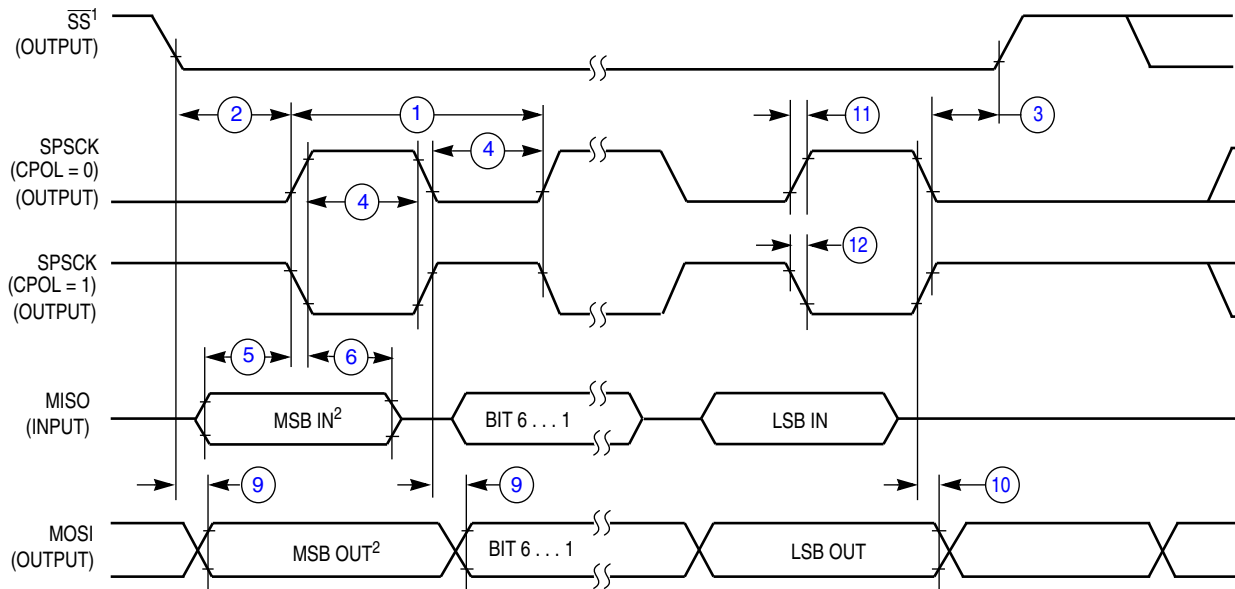 SS¹
(OUTPUT)
2
1
11
3
SPSCK
(CPOL = 0)
(OUTPUT)
4
4
12
SPSCK
(CPOL = 1)
(OUTPUT)
5
6
MISO
(INPUT)
MSB IN²
BIT 6 . . . 1
LSB IN
9
9
10
MOSI
(OUTPUT)
MSB OUT²
BIT 6 . . . 1
LSB OUT